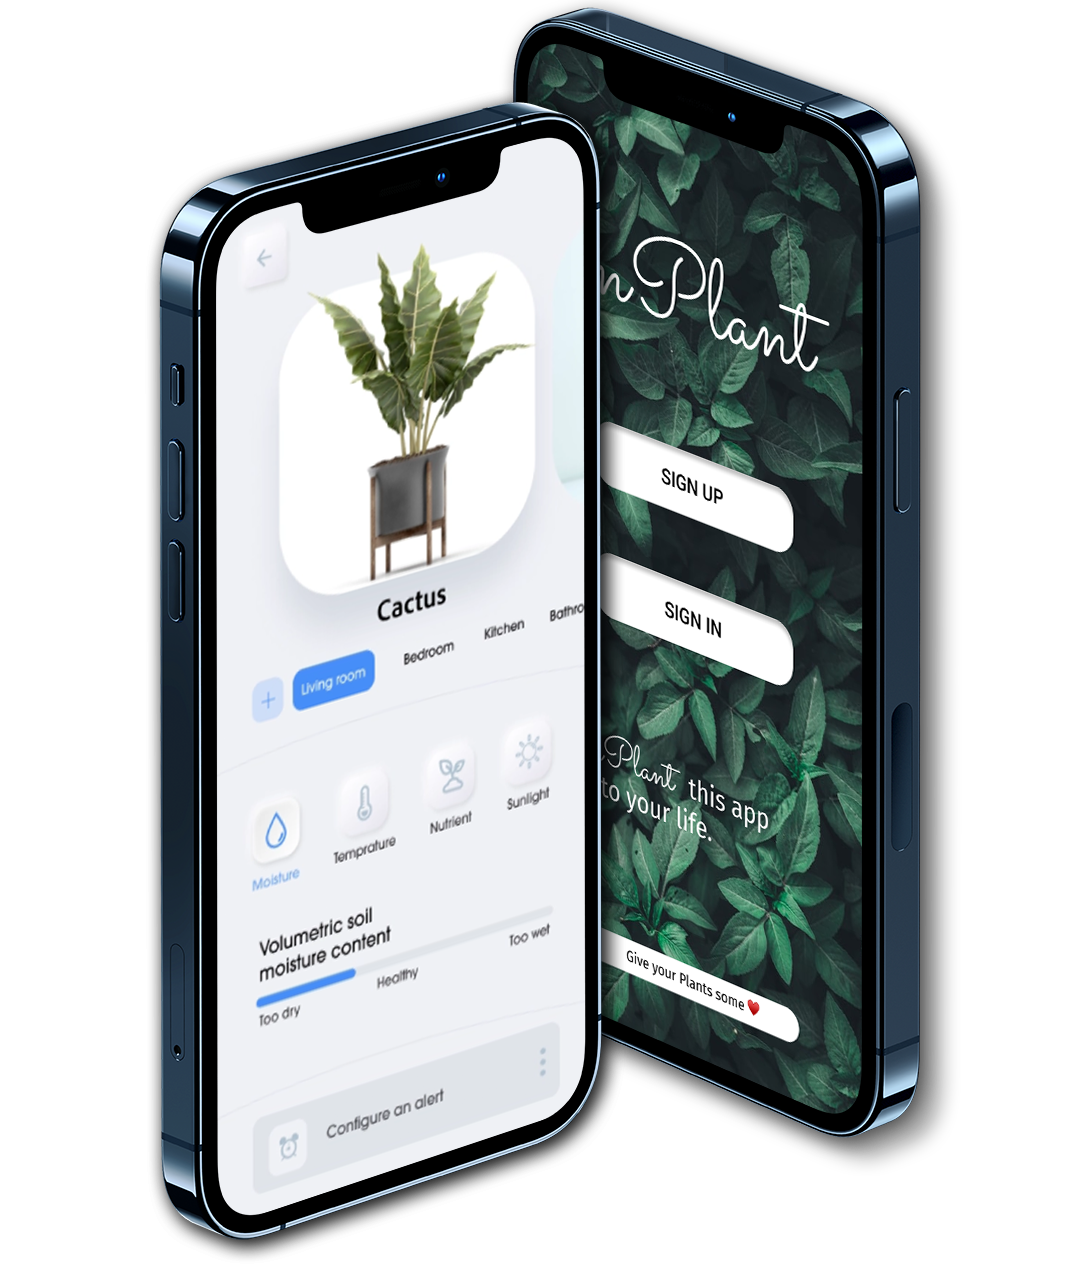 Cactus
Living room
Bedroom
Kitchen
Bathro
Moisture
Temprature
Nutrient
Sunlight
Volumetric soil
moisture content
Too dry
Healthy
Too wet
Configure an alert
nPlant
SIGN UP
SIGN IN
Plant this app
to your life.
Give your Plants some ❤️